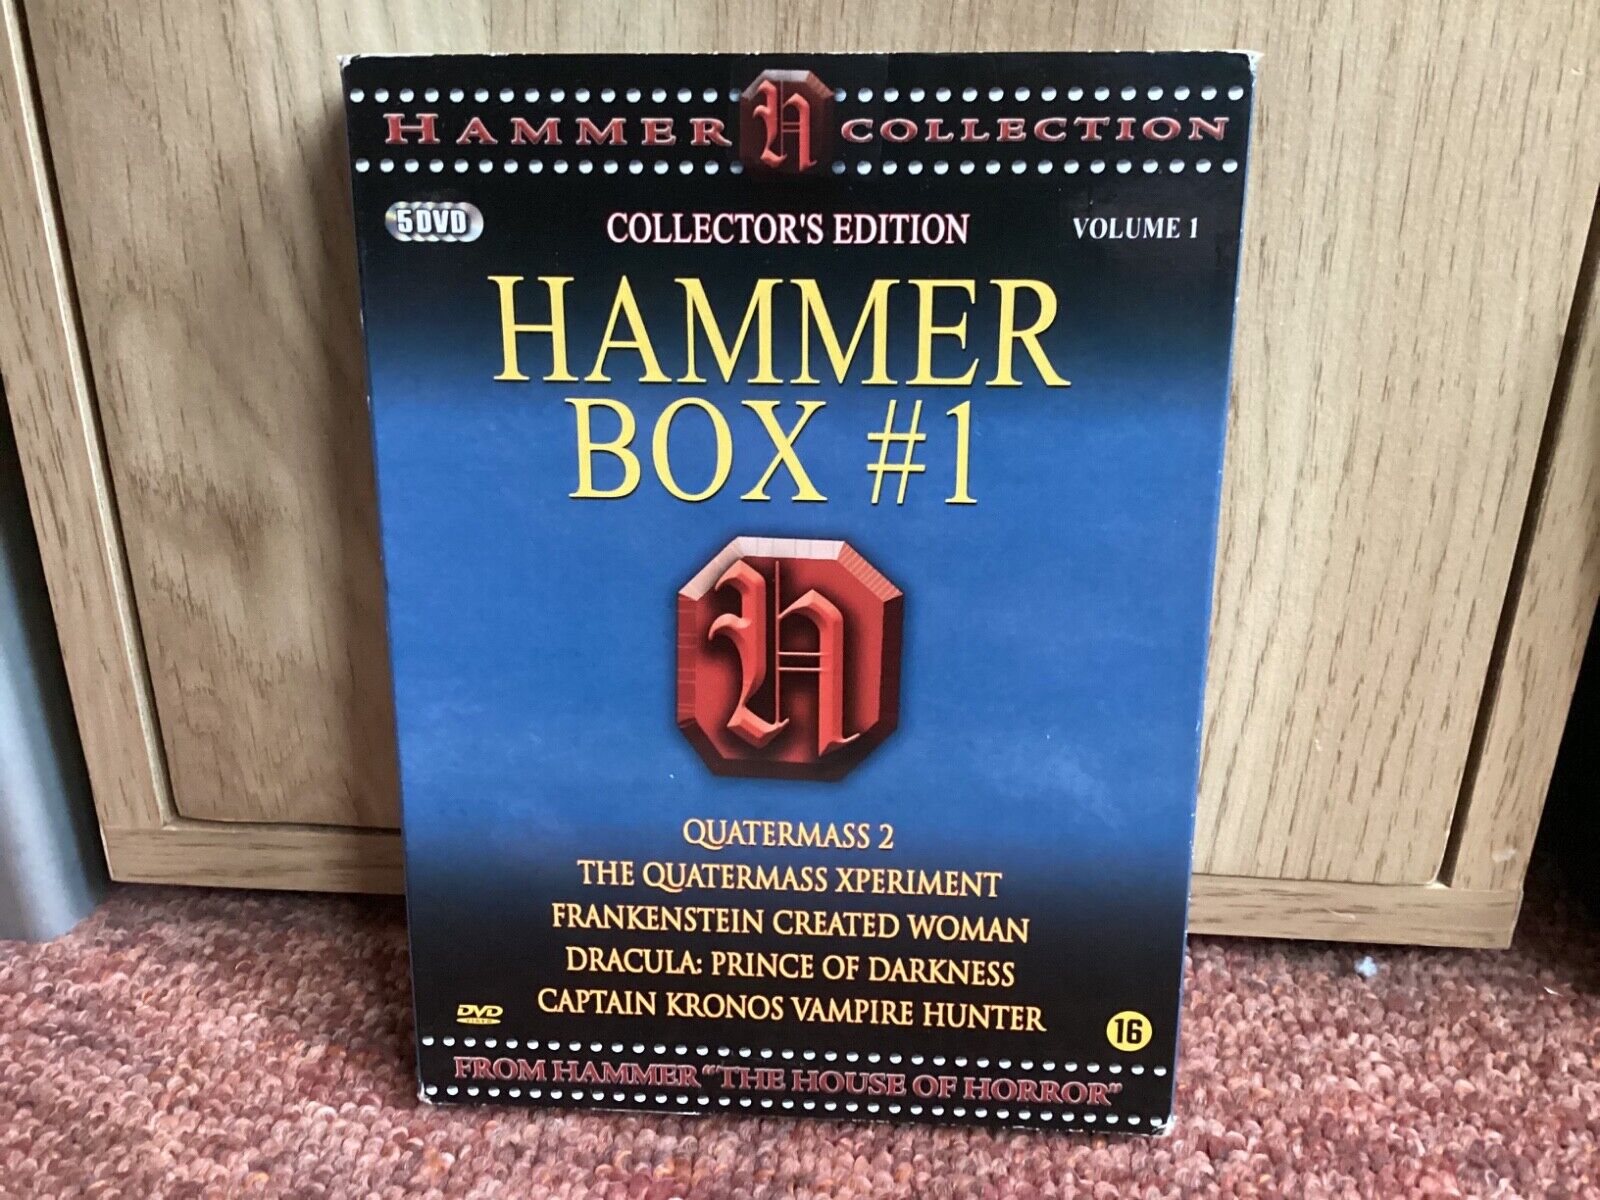 HAMMER H COLLECTION
5 DVD
COLLECTOR'S EDITION
VOLUME 1
HAMMER
BOX #1
H
QUATERMASS 2
THE QUATERMASS XPERIMENT
FRANKENSTEIN CREATED WOMAN
DRACULA: PRINCE OF DARKNESS
CAPTAIN KRONOS VAMPIRE HUNTER
DVD
VIDEO
16
FROM HAMMER "THE HOUSE OF HORROR"